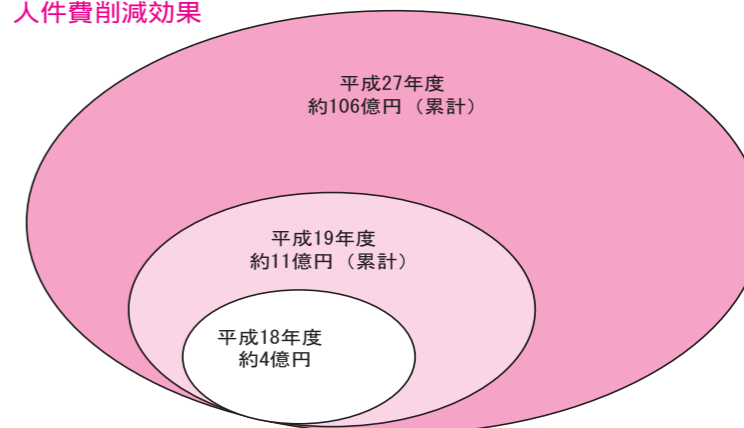 人件費削減効果
平成27年度
約106億円（累計）
平成19年度
約11億円（累計）
平成18年度
約4億円